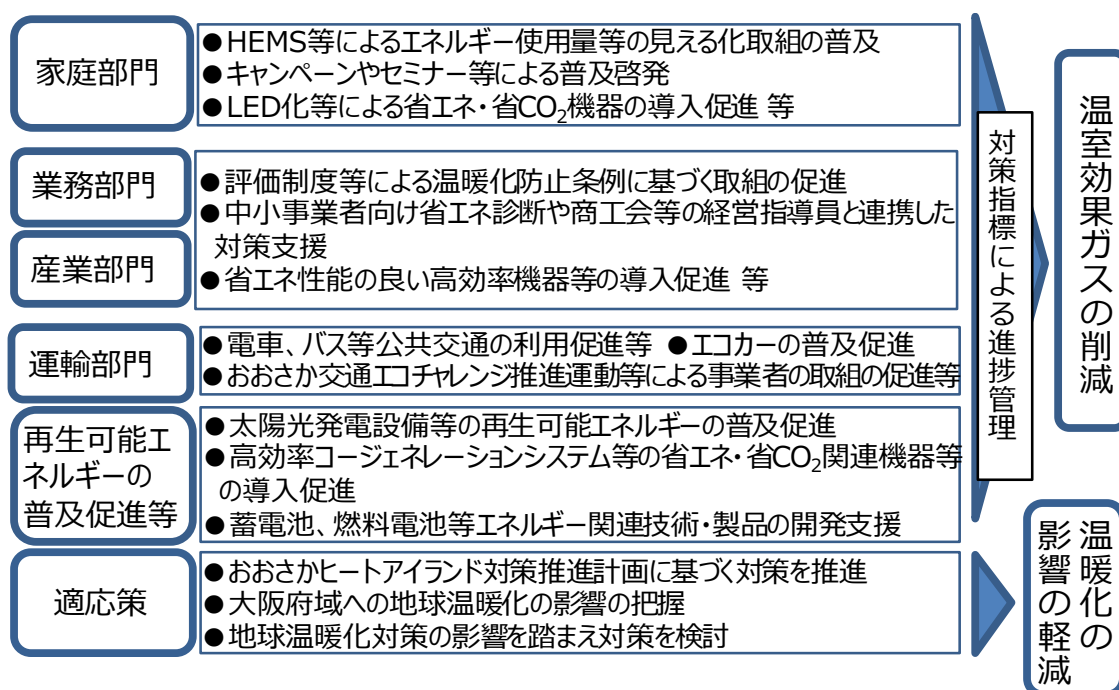 家庭部門
●HEMS等によるエネルギー使用量等の見える化取組の普及
●キャンペーンやセミナー等による普及啓発
●LED化等による省エネ・省CO₂機器の導入促進 等
業務部門
産業部門
●評価制度等による温暖化防止条例に基づく取組の促進
●中小事業者向け省エネ診断や商工会等の経営指導員と連携した
対策支援
●省エネ性能の良い高効率機器等の導入促進 等
運輸部門
●電車、バス等公共交通の利用促進等 ●エコカーの普及促進
●おおさか交通エコチャレンジ推進運動等による事業者の取組の促進等
再生可能エ
ネルギーの
普及促進等
●太陽光発電設備等の再生可能エネルギーの普及促進
●高効率コージェネレーションシステム等の省エネ・省CO₂関連機器等
の導入促進
●蓄電池、燃料電池等エネルギー関連技術・製品の開発支援
適応策
●おおさかヒートアイランド対策推進計画に基づく対策を推進
●大阪府域への地球温暖化の影響の把握
●地球温暖化対策の影響を踏まえ対策を検討
対策指標による進捗管理
温室効果ガスの削減
温暖化の
影響の軽減